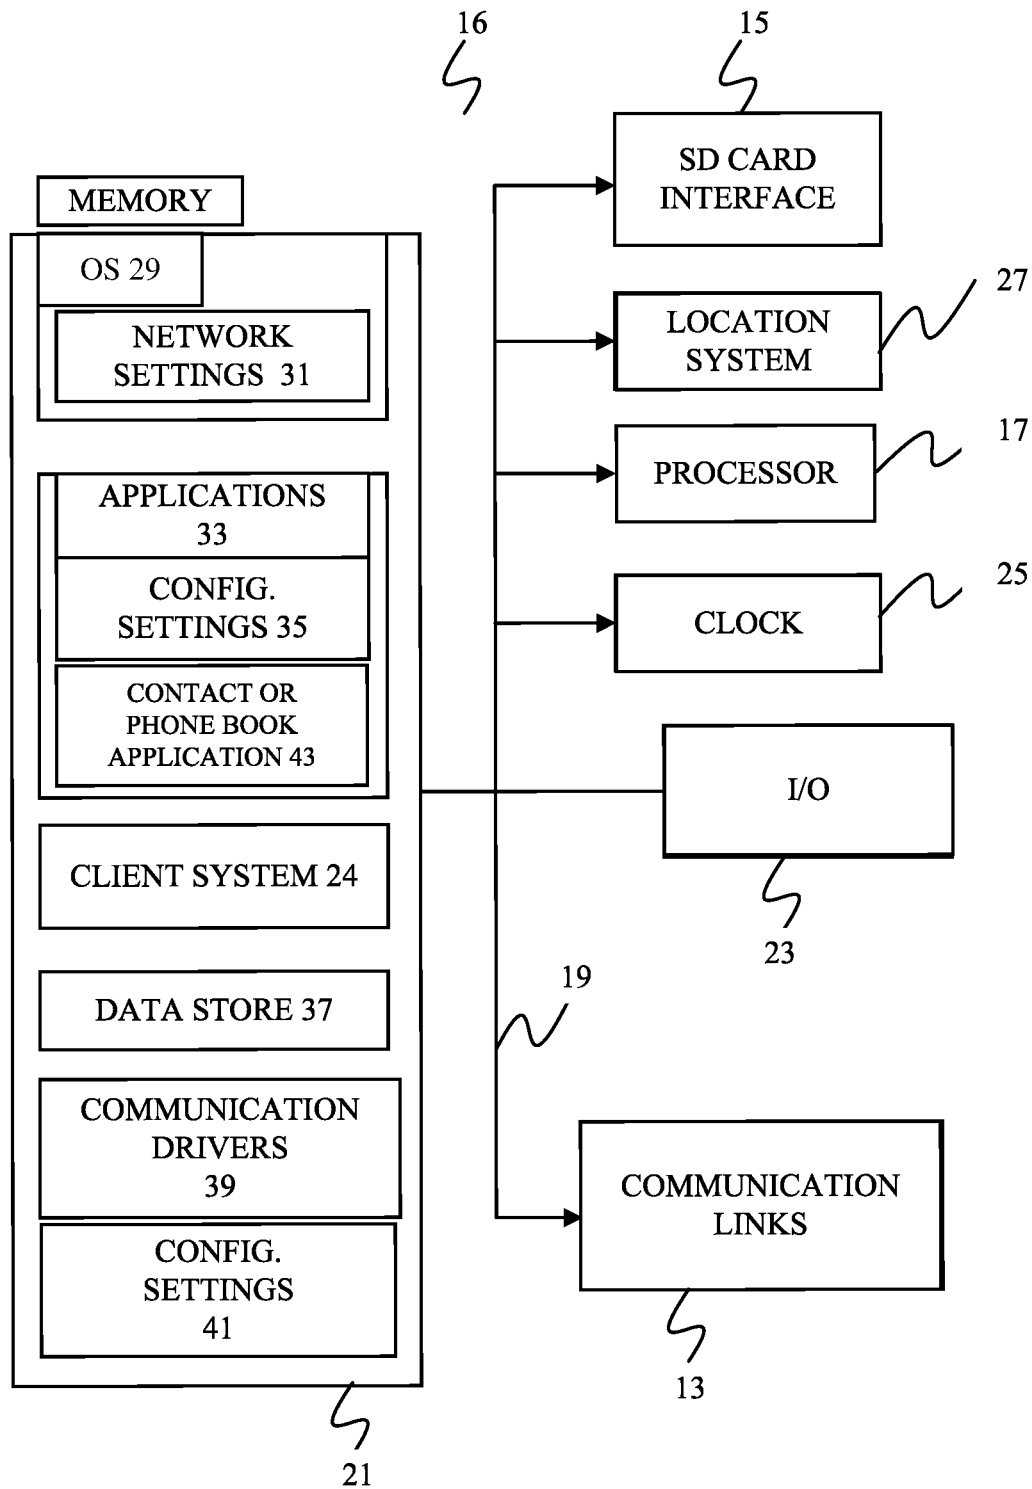 16
15
SD CARD
INTERFACE
MEMORY
OS 29
NETWORK
SETTINGS 31
27
LOCATION
SYSTEM
17
PROCESSOR
APPLICATIONS
33
CONFIG.
SETTINGS 35
25
CLOCK
CONTACT OR
PHONE BOOK
APPLICATION 43
I/O
23
CLIENT SYSTEM 24
19
DATA STORE 37
COMMUNICATION
DRIVERS
39
CONFIG.
SETTINGS
41
COMMUNICATION
LINKS
13
21